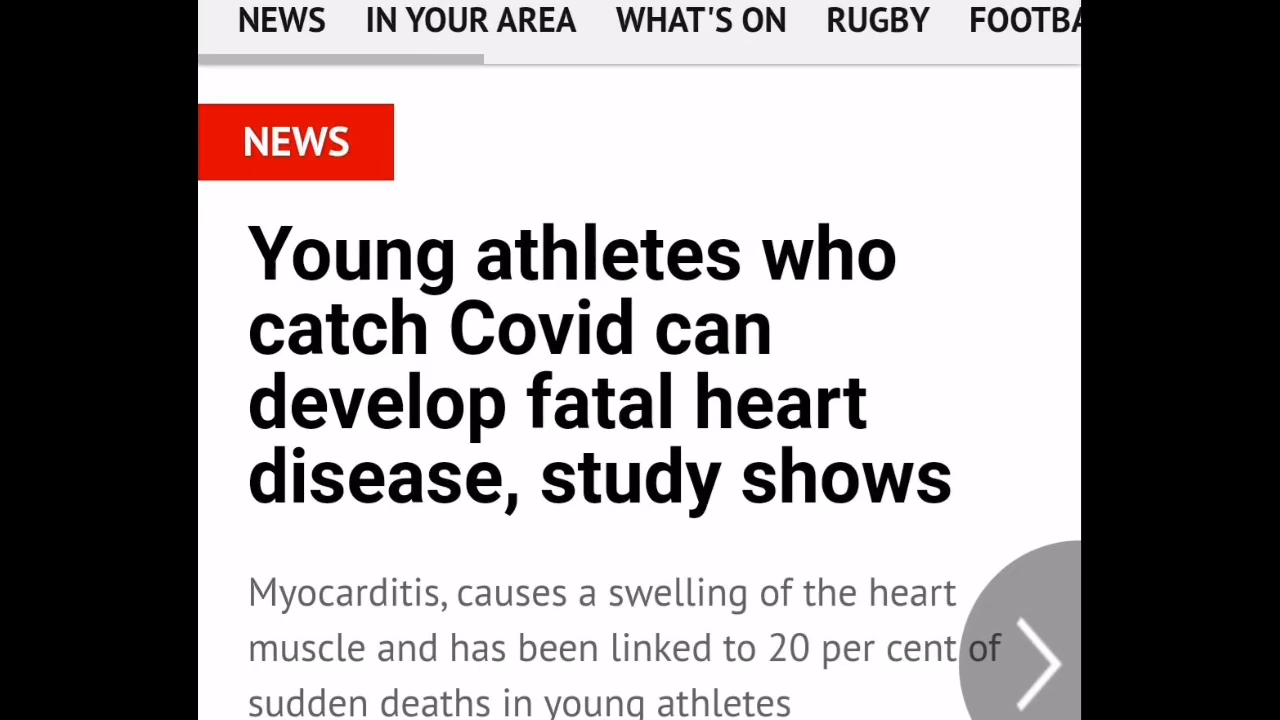 NEWS IN YOUR AREA WHAT'S ON RUGBY FOOTBA
NEWS
Young athletes who
catch Covid can
develop fatal heart
disease, study shows
Myocarditis, causes a swelling of the heart
muscle and has been linked to 20 per cent of
sudden deaths in young athletes